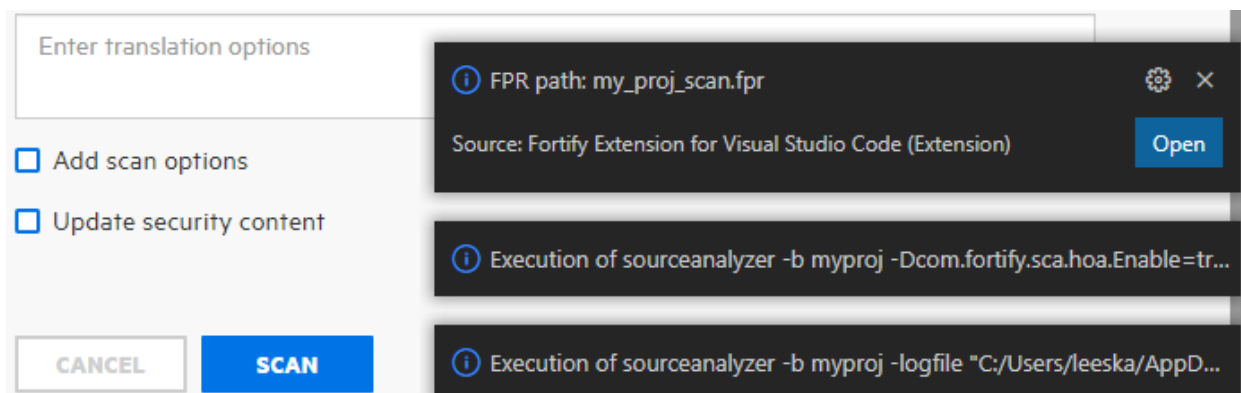 Enter translation options
FPR path: my_proj_scan.fpr
Source: Fortify Extension for Visual Studio Code (Extension)
Open
Add scan options
Update security content
Execution of sourceanalyzer -b myproj -Dcom.fortify.sca.hoa.Enable=tr...
CANCEL
SCAN
Execution of sourceanalyzer -b myproj -logfile "C:/Users/leeska/AppD...